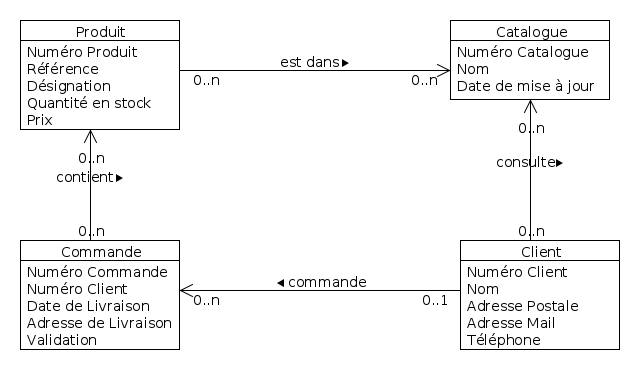 Produit
Numéro Produit
Référence
Désignation
Quantité en stock
Prix
est dans
0..n
0..n
Catalogue
Numéro Catalogue
Nom
Date de mise à jour
0..n
contient
0..n
0..n
consulte
0..n
Commande
Numéro Commande
Numéro Client
Date de Livraison
Adresse de Livraison
Validation
commande
0..n
0..1
Client
Numéro Client
Nom
Adresse Postale
Adresse Mail
Téléphone